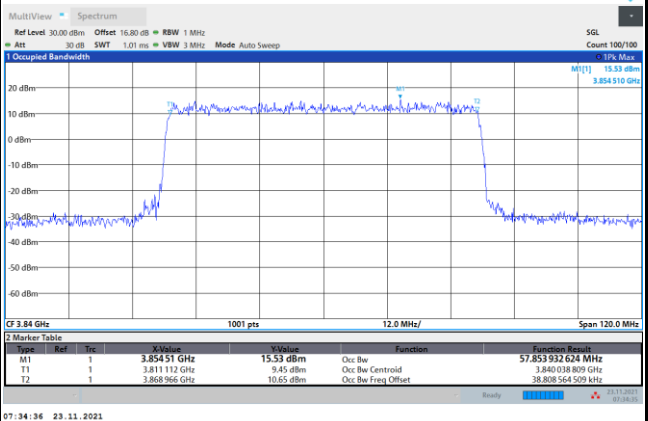 MultiView Spectrum
Ref Level 30.00 dBm Offset 16.80 dB RBW 1 MHz SGL
Att 30 dB SWT 1.01 ms VBW 3 MHz Mode Auto Sweep Count 100/100
1 Occupied Bandwidth 1Pk Max
M1[1] 15.53 dBm
3.854 510 GHz
20 dBm
M1
T1
T2
10 dBm
0 dBm
-10 dBm
-20 dBm
-30 dBm
-40 dBm
-50 dBm
-60 dBm
CF 3.84 GHz 1001 pts 12.0 MHz/ Span 120.0 MHz
2 Marker Table
Type Ref Trc X-Value Y-Value Function Function Result
M1 1 3.854 51 GHz 15.53 dBm Occ Bw 57.853 932 624 MHz
T1 1 3.811 112 GHz 9.45 dBm Occ Bw Centroid 3.840 038 809 GHz
T2 1 3.868 966 GHz 10.65 dBm Occ Bw Freq Offset 38.808 564 509 kHz
Ready 23.11.2021
07:34:35
07:34:36 23.11.2021